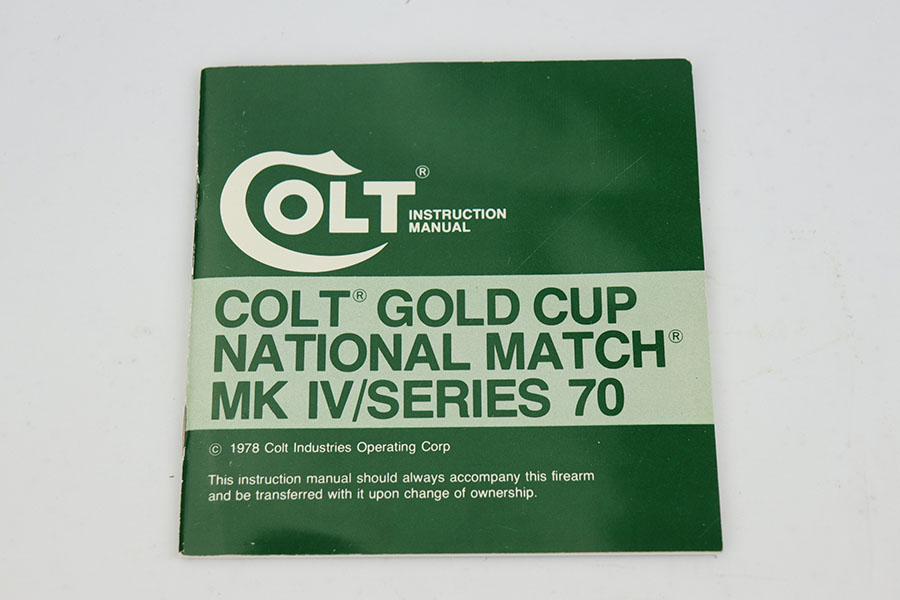 COLT®
INSTRUCTION
MANUAL
COLT® GOLD CUP
NATIONAL MATCH®
MK IV/SERIES 70
© 1978 Colt Industries Operating Corp
This instruction manual should always accompany this firearm
and be transferred with it upon change of ownership.